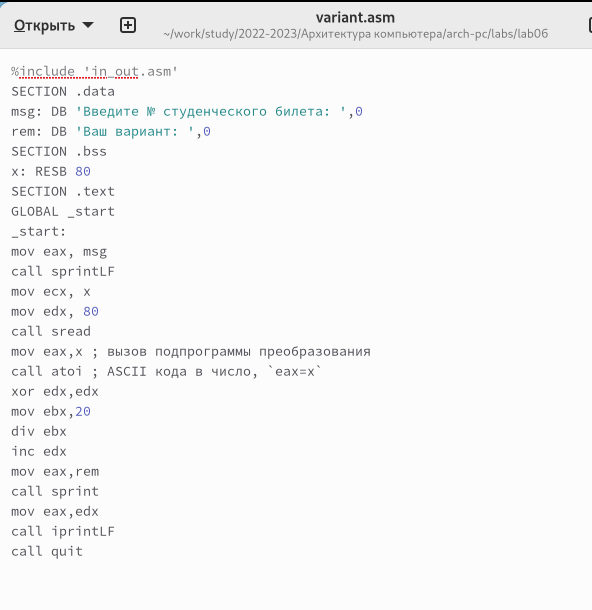 Открыть
variant.asm
~/work/study/2022-2023/Архитектура компьютера/arch-pc/labs/lab06
%include 'in_out.asm'
SECTION .data
msg: DB 'Введите № студенческого билета: ',0
rem: DB 'Ваш вариант: ',0
SECTION .bss
x: RESB 80
SECTION .text
GLOBAL _start
_start:
mov eax, msg
call sprintLF
mov ecx, x
mov edx, 80
call sread
mov eax,x ; вызов подпрограммы преобразования
call atoi ; ASCII кода в число, `eax=x`
xor edx,edx
mov ebx,20
div ebx
inc edx
mov eax,rem
call sprint
mov eax,edx
call iprintLF
call quit